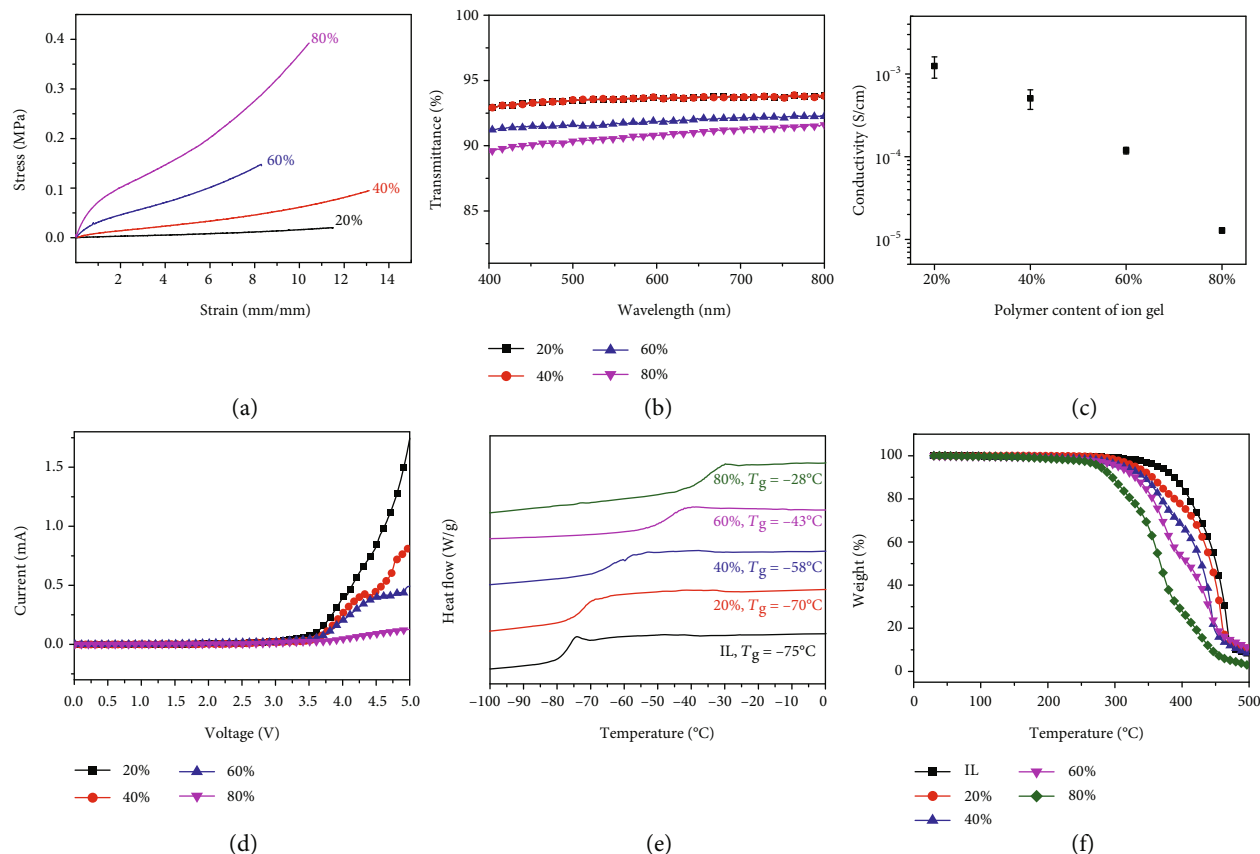 0.4
0.3
0.2
0.1
0.0
Stress (MPa)
2 4 6 8 10 12 14
Strain (mm/mm)
80%
60%
40%
20%
(a)
100
95
90
85
Transmittance (%)
400 500 600 700 800
Wavelength (nm)
20% 60%
40% 80%
(b)
10⁻³
10⁻⁴
10⁻⁵
Conductivity (S/cm)
20% 40% 60% 80%
Polymer content of ion gel
(c)
1.5
1.0
0.5
0.0
Current (mA)
0.0 0.5 1.0 1.5 2.0 2.5 3.0 3.5 4.0 4.5 5.0
Voltage (V)
20% 60%
40% 80%
(d)
Heat flow (W/g)
80%, Tg = –28°C
60%, Tg = –43°C
40%, Tg = –58°C
20%, Tg = –70°C
IL, Tg = –75°C
–100 –90 –80 –70 –60 –50 –40 –30 –20 –10 0
Temperature (°C)
(e)
100
80
60
40
20
0
Weight (%)
0 100 200 300 400 500
Temperature (°C)
IL 60%
20% 80%
40%
(f)